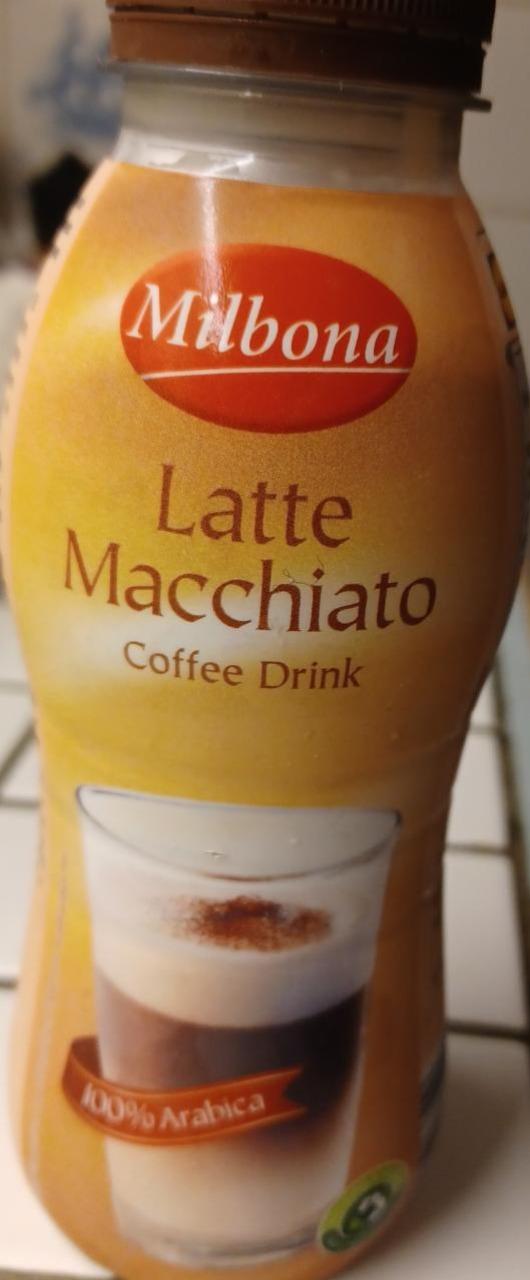 Milbona
Latte
Macchiato
Coffee Drink
100% Arabica